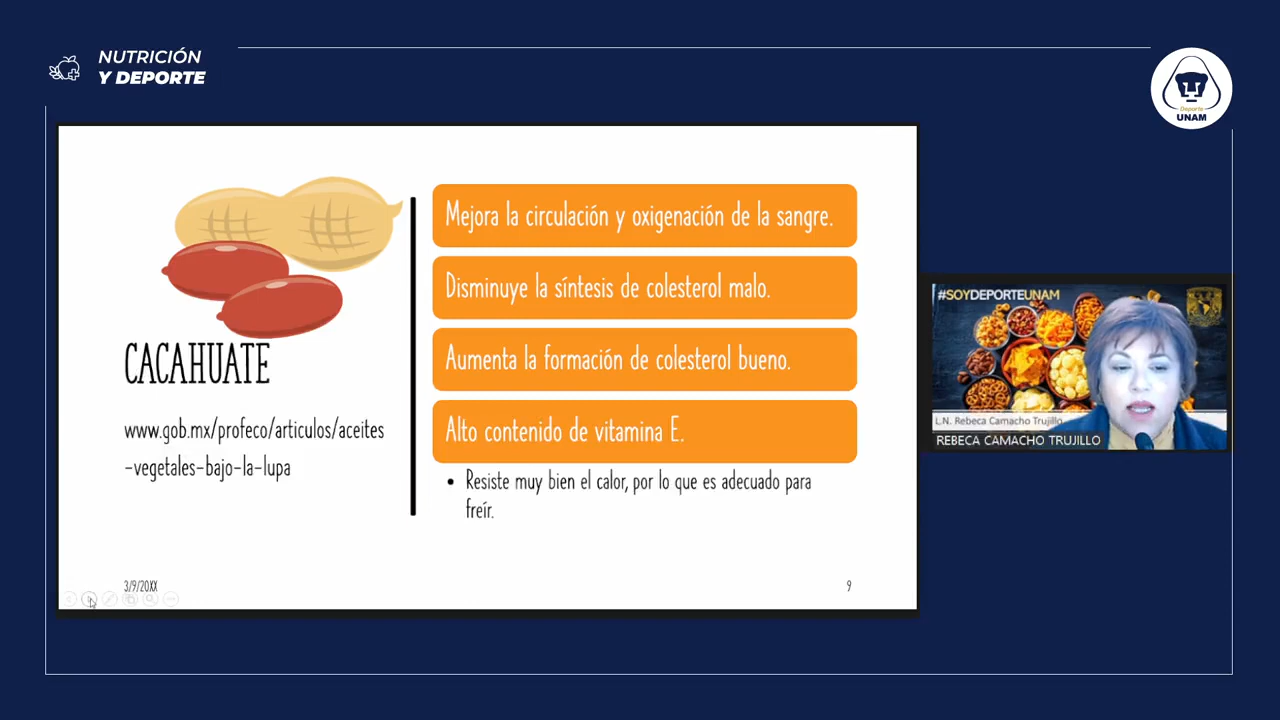 NUTRICIÓN
Y DEPORTE
Deporte
UNAM
Mejora la circulación y oxigenación de la sangre.
Disminuye la síntesis de colesterol malo.
Aumenta la formación de colesterol bueno.
Alto contenido de vitamina E.
• Resiste muy bien el calor, por lo que es adecuado para
freír.
CACAHUATE
www.gob.mx/profeco/articulos/aceites
-vegetales-bajo-la-lupa
3/9/20XX
9
#SOYDEPORTEUNAM
L.N. Rebeca Camacho Trujillo
REBECA CAMACHO TRUJILLO